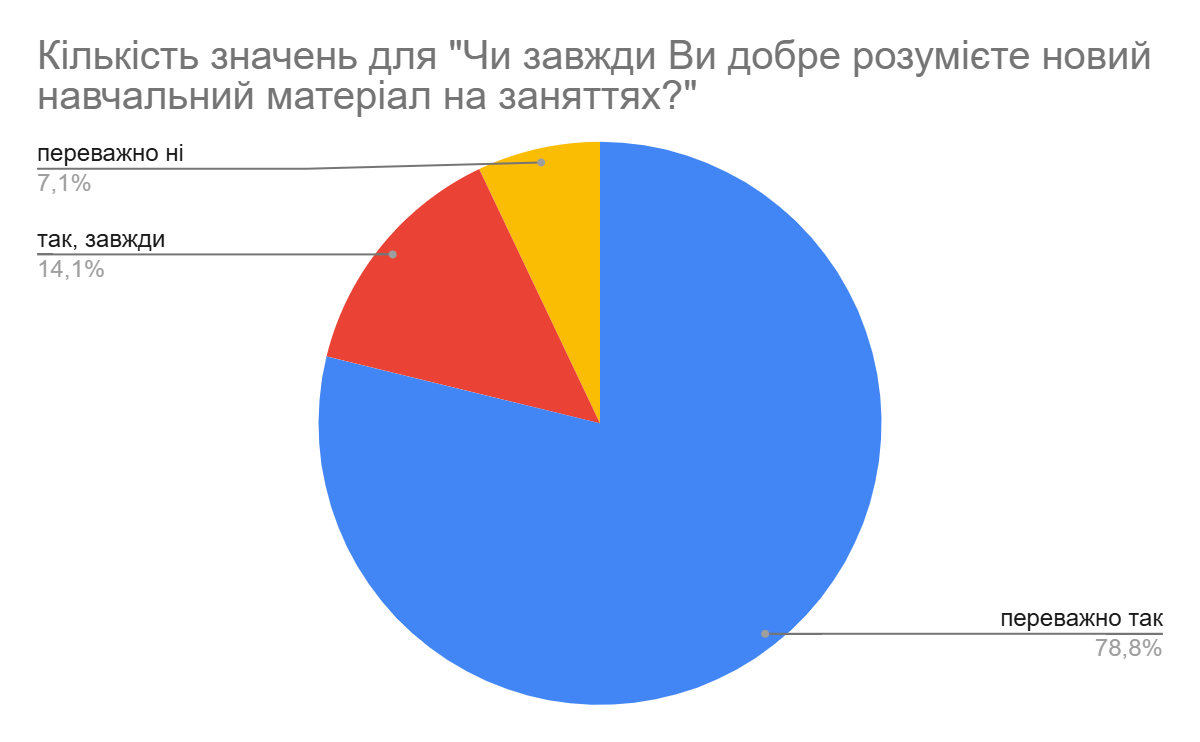 Кількість значень для "Чи завжди Ви добре розумієте новий
навчальний матеріал на заняттях?"
переважно ні
7,1%
так, завжди
14,1%
переважно так
78,8%